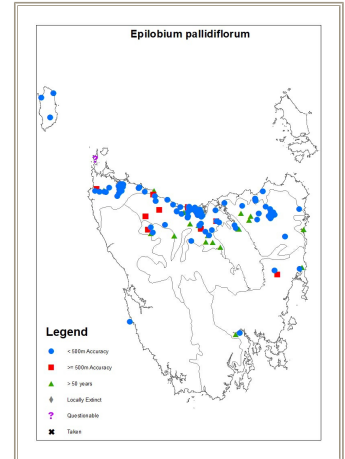 Epilobium pallidiflorum
Legend
< 500m Accuracy
>= 500m Accuracy
> 50 years
Locally Extinct
?
Questionable
Taken